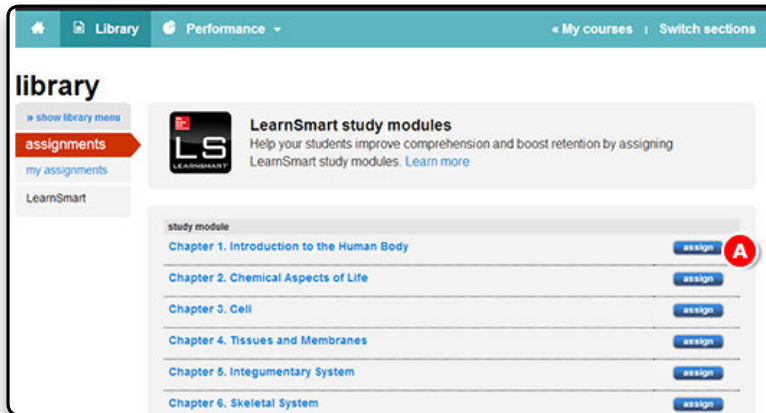 Library Performance « My courses | Switch sections
library
» show library menu
assignments
my assignments
LearnSmart
LS
LEARNSMART
LearnSmart study modules
Help your students improve comprehension and boost retention by assigning
LearnSmart study modules. Learn more
study module
Chapter 1. Introduction to the Human Body assign A
Chapter 2. Chemical Aspects of Life assign
Chapter 3. Cell assign
Chapter 4. Tissues and Membranes assign
Chapter 5. Integumentary System assign
Chapter 6. Skeletal System assign